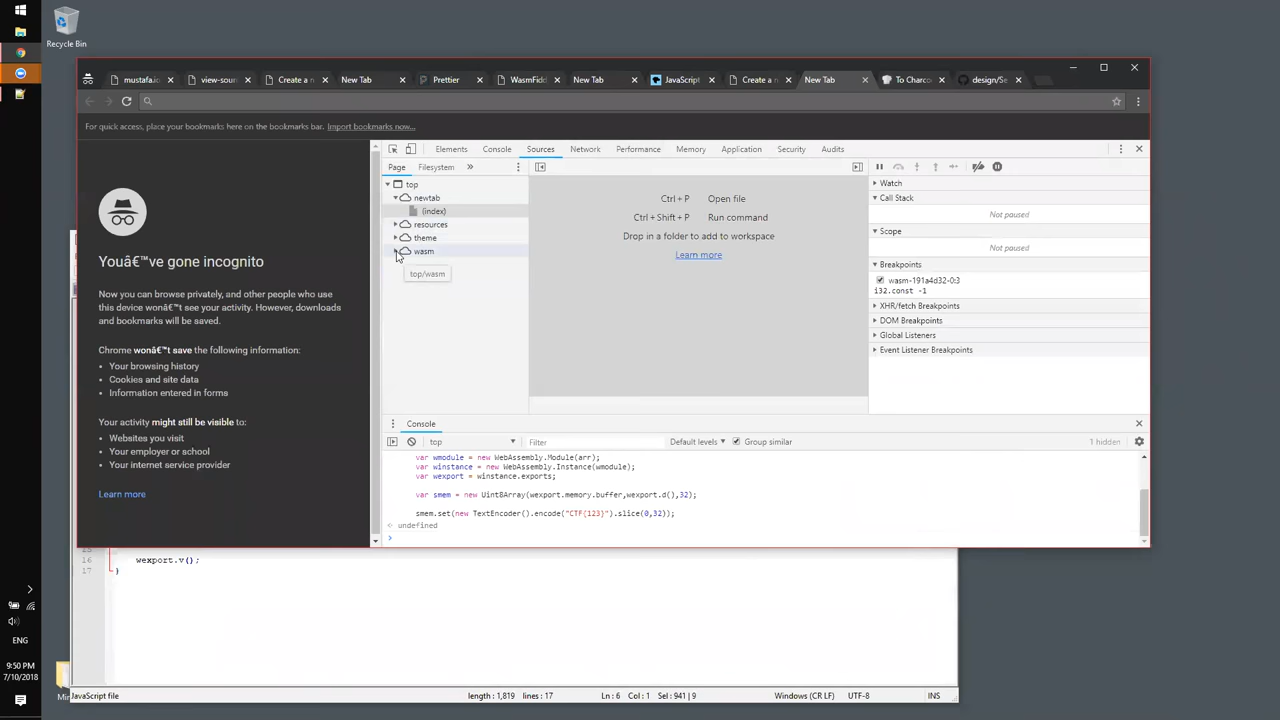 Recycle Bin
mustafa.i
view-sour
Create a n
New Tab
Prettier
WasmFidd
New Tab
JavaScript
Create a n
New Tab
To Charco
design/Se
For quick access, place your bookmarks here on the bookmarks bar. Import bookmarks now...
Elements Console Sources Network Performance Memory Application Security Audits
Page Filesystem »
top
newtab
(index)
resources
theme
wasm
top/wasm
Ctrl + P Open file
Ctrl + Shift + P Run command
Drop in a folder to add to workspace
Learn more
Watch
Call Stack
Not paused
Scope
Not paused
Breakpoints
wasm-191a4d32-0:3
i32.const -1
XHR/fetch Breakpoints
DOM Breakpoints
Global Listeners
Event Listener Breakpoints
Youâ€™ve gone incognito
Now you can browse privately, and other people who use
this device wonâ€™t see your activity. However, downloads
and bookmarks will be saved.
Chrome wonâ€™t save the following information:
• Your browsing history
• Cookies and site data
• Information entered in forms
Your activity might still be visible to:
• Websites you visit
• Your employer or school
• Your internet service provider
Learn more
Console
top Filter Default levels Group similar 1 hidden
var wmodule = new WebAssembly.Module(arr);
var winstance = new WebAssembly.Instance(wmodule);
var wexport = winstance.exports;
var smem = new Uint8Array(wexport.memory.buffer,wexport.d(),32);
smem.set(new TextEncoder().encode("CTF{123}").slice(0,32));
undefined
16 wexport.v();
17 }
ENG
9:50 PM
7/10/2018
Mi
JavaScript file length : 1,819 lines : 17 Ln : 6 Col : 1 Sel : 941 | 9 Windows (CR LF) UTF-8 INS